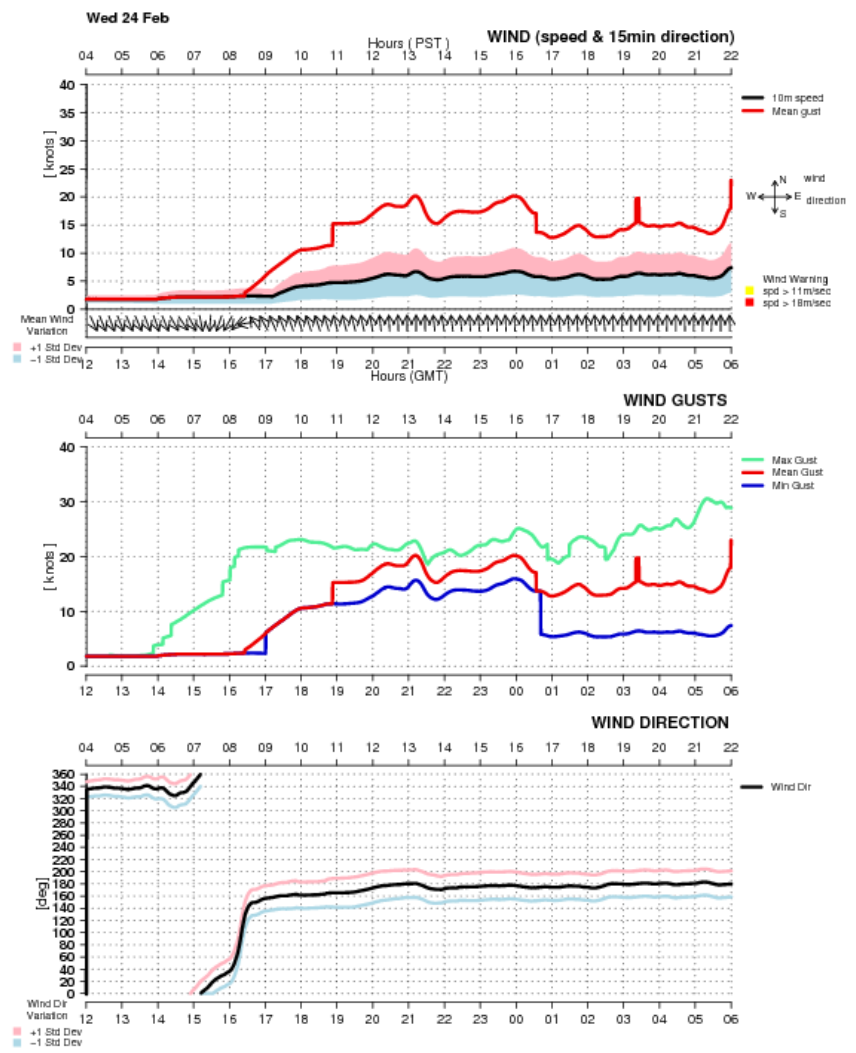 Wed 24 Feb
WIND (speed & 15min direction)
Hours ( PST )
04 05 06 07 08 09 10 11 12 13 14 15 16 17 18 19 20 21 22
40
35
30
25
20
15
10
5
0
[ knots ]
10m speed
Mean gust
N
W E
S
wind
direction
Wind Warning
spd > 11m/sec
spd > 18m/sec
Mean Wind
Variation
+1 Std Dev
−1 Std Dev
12 13 14 15 16 17 18 19 20 21 22 23 00 01 02 03 04 05 06
Hours (GMT)
WIND GUSTS
04 05 06 07 08 09 10 11 12 13 14 15 16 17 18 19 20 21 22
40
30
20
10
0
[ knots ]
Max Gust
Mean Gust
Min Gust
12 13 14 15 16 17 18 19 20 21 22 23 00 01 02 03 04 05 06
WIND DIRECTION
04 05 06 07 08 09 10 11 12 13 14 15 16 17 18 19 20 21 22
360
340
320
300
280
260
240
220
200
180
160
140
120
100
80
60
40
20
0
[deg]
Wind Dir
12 13 14 15 16 17 18 19 20 21 22 23 00 01 02 03 04 05 06
Wind Dir
Variation
+1 Std Dev
−1 Std Dev